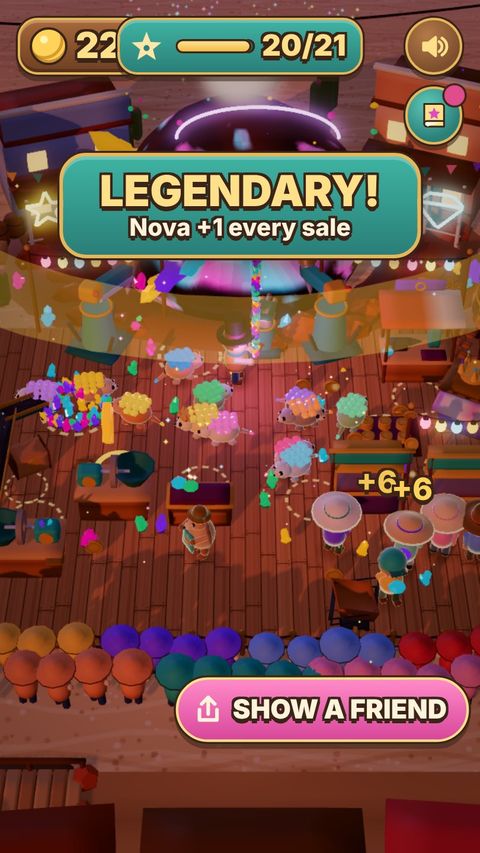 22
20/21
LEGENDARY!
Nova +1 every sale
+6
+6
SHOW A FRIEND